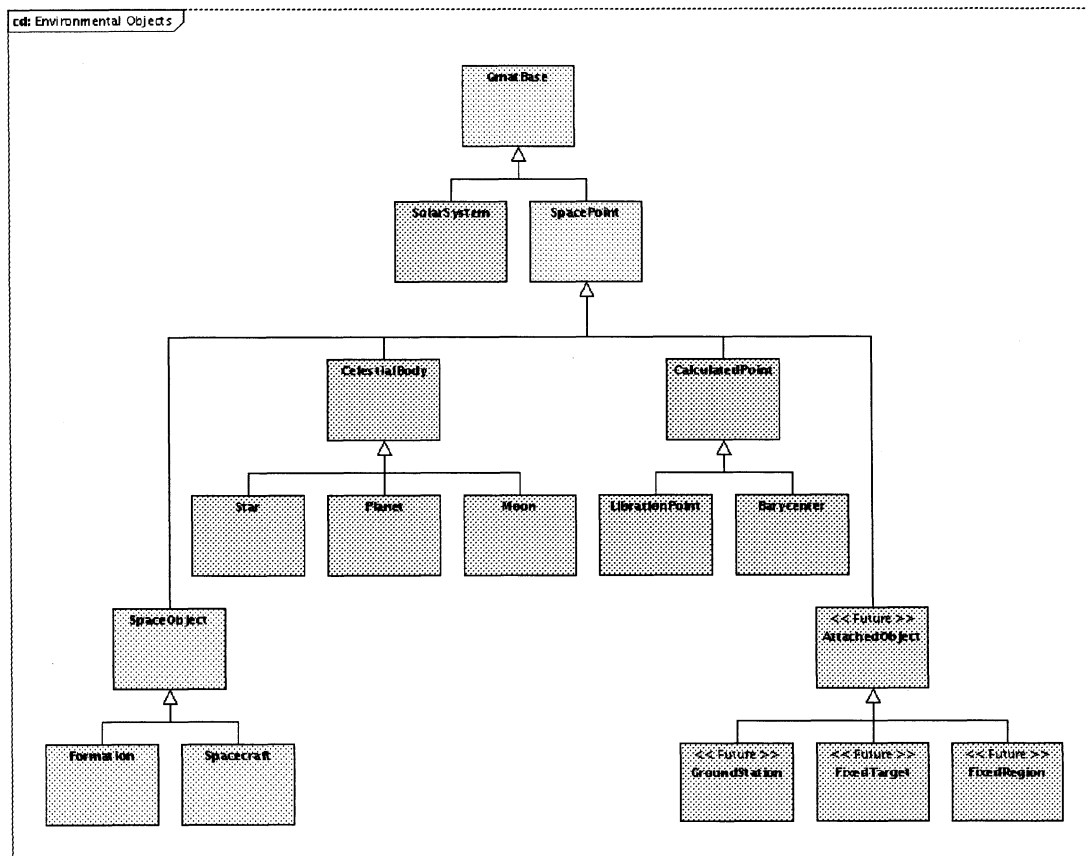 cd: Environmental Objects
GmatBase
SolarSystem
SpacePoint
CelestialBody
CalculatedPoint
Star
Planet
Moon
LibrationPoint
Barycenter
SpaceObject
<< Future >>
AttachedObject
Formation
Spacecraft
<< Future >>
GroundStation
<< Future >>
FixedTarget
<< Future >>
FixedRegion